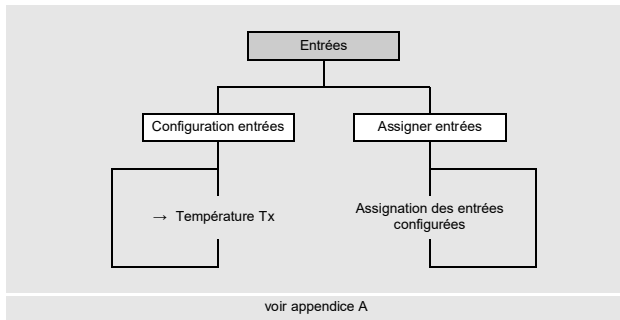 Entrées
Configuration entrées
Assigner entrées
→ Température Tx
Assignation des entrées
configurées
voir appendice A